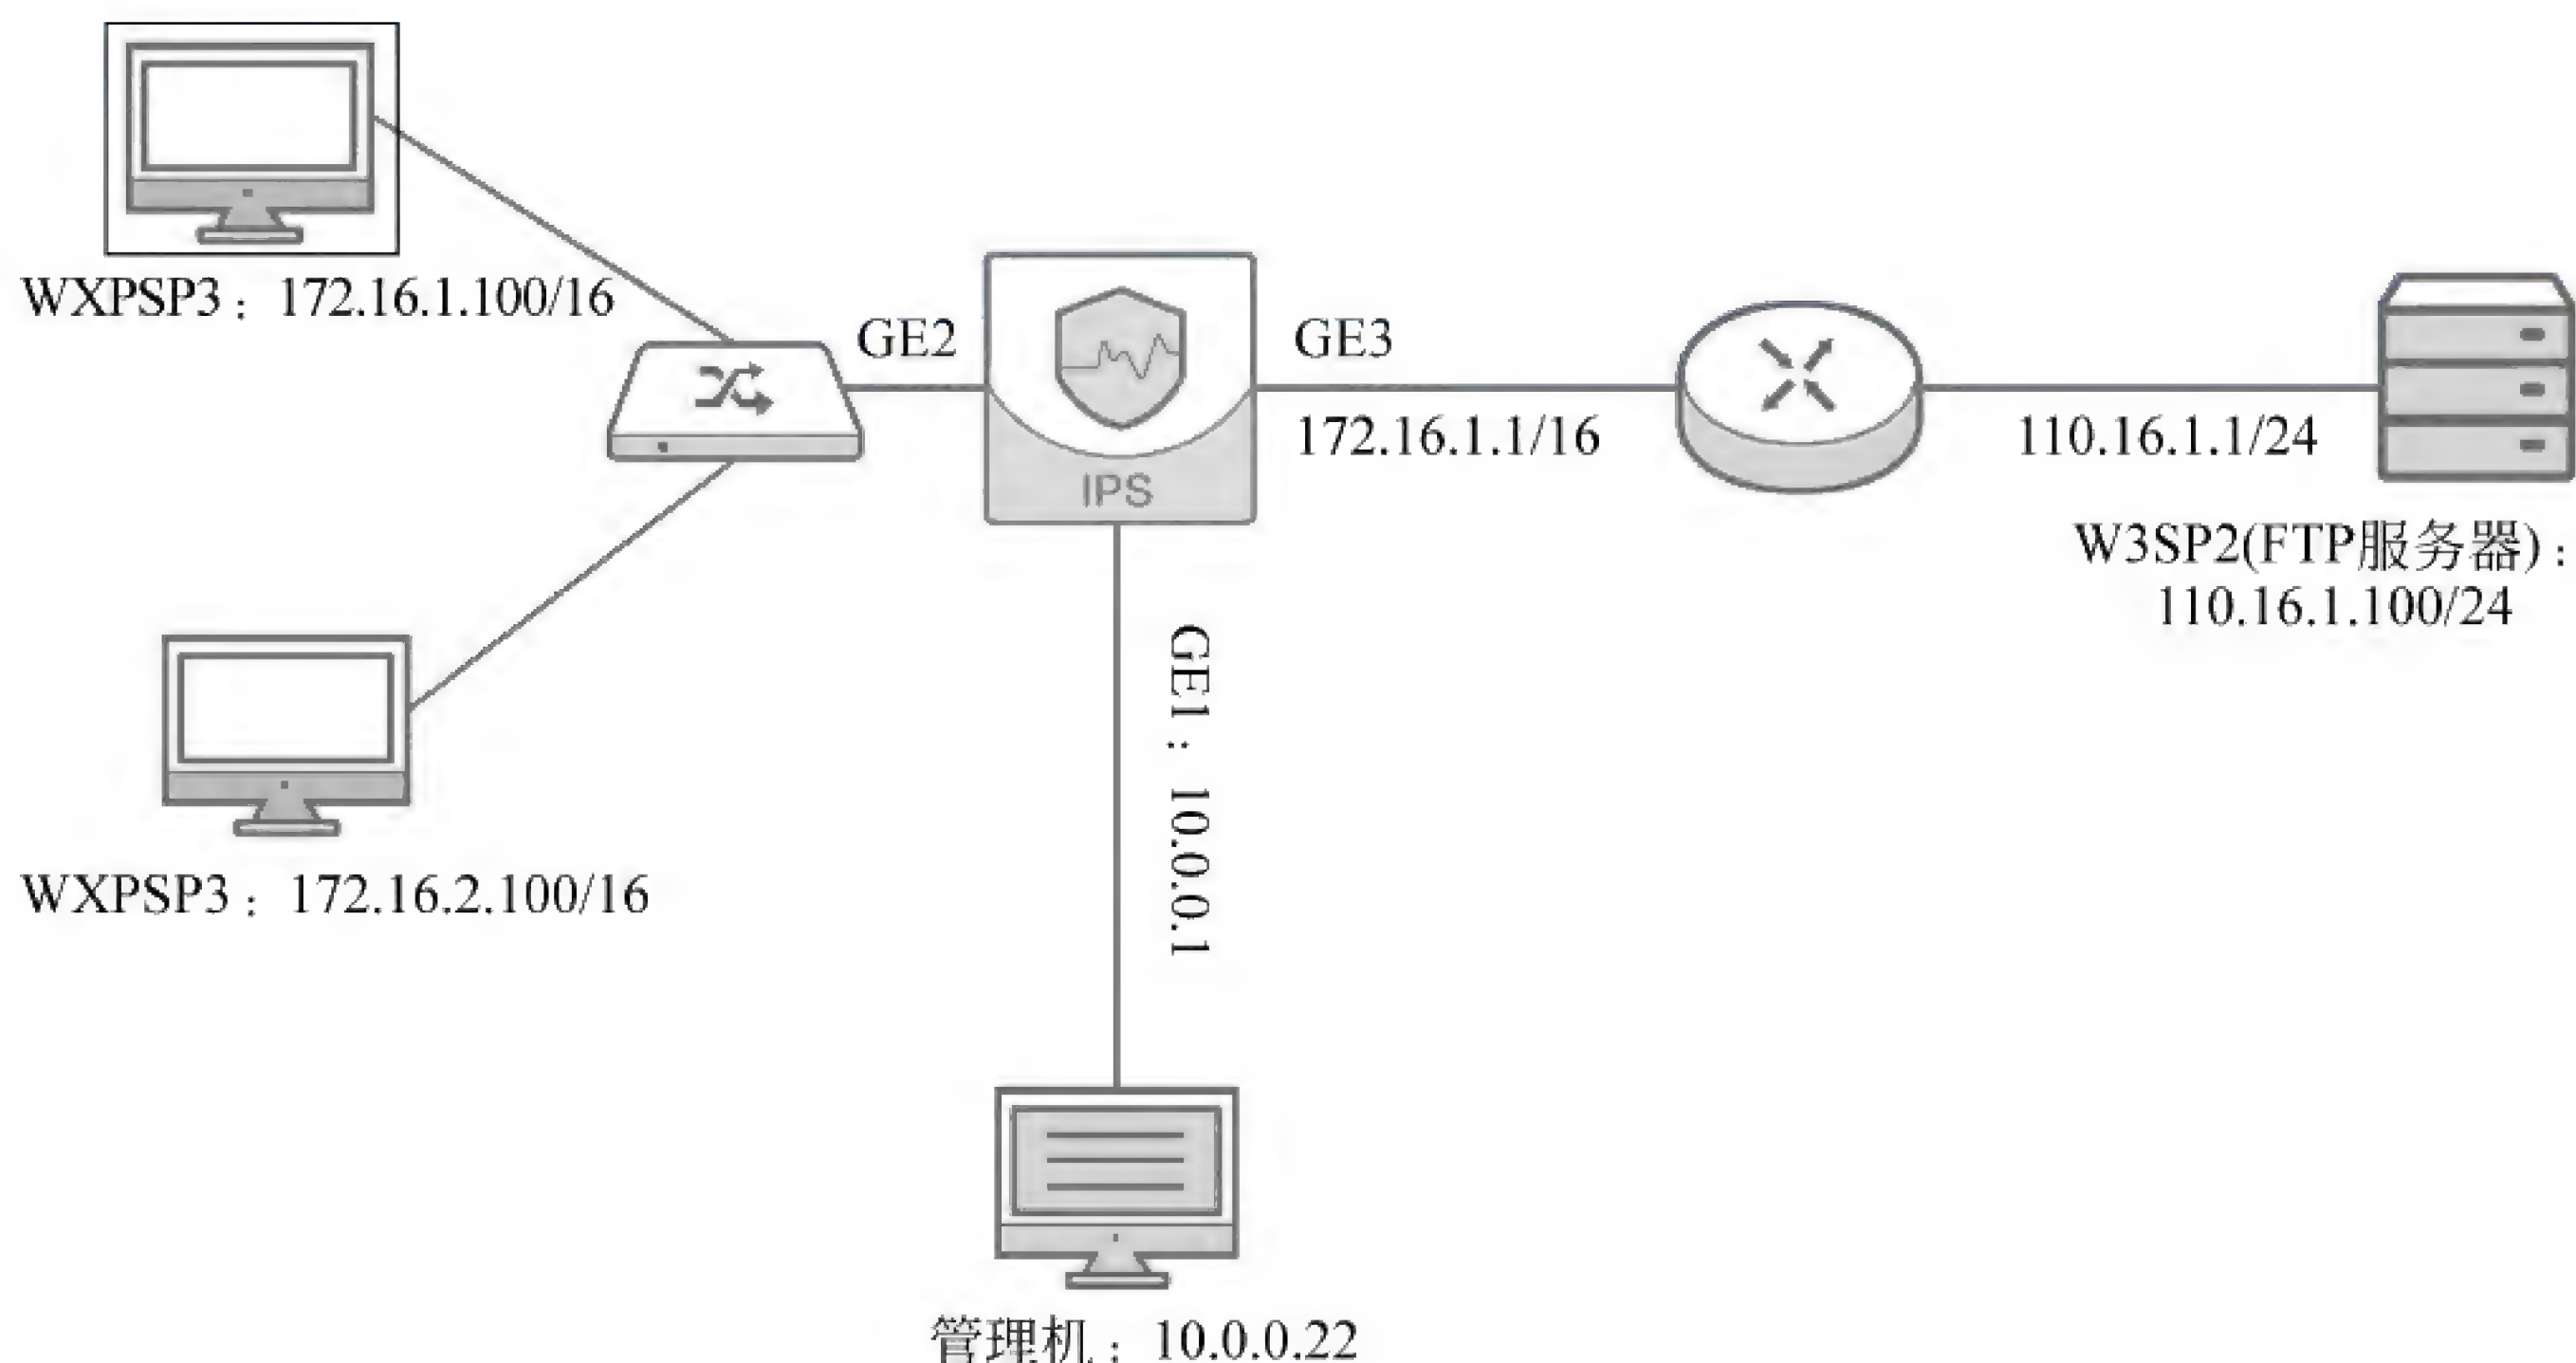 WXPSP3：172.16.1.100/16
GE2
GE3
172.16.1.1/16
110.16.1.1/24
IPS
W3SP2(FTP服务器)：
110.16.1.100/24
GE1：10.0.0.1
WXPSP3：172.16.2.100/16
管理机：10.0.0.22